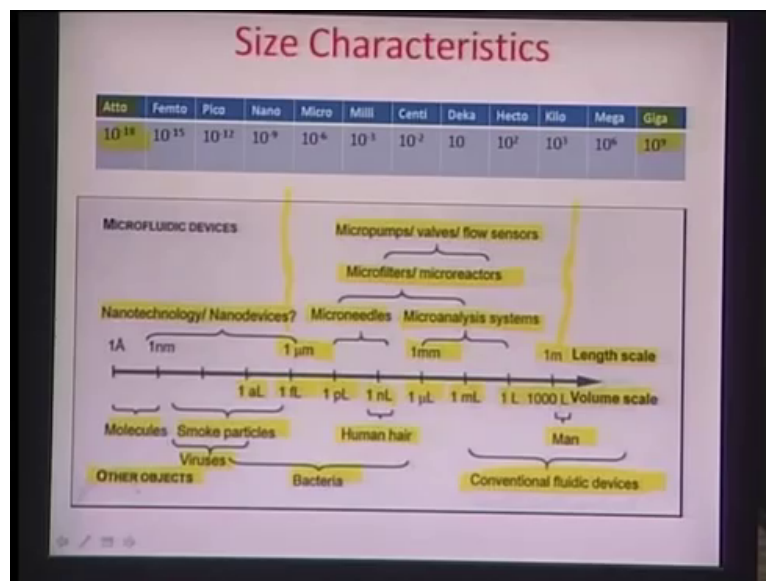 Size Characteristics
Atto Femto Pico Nano Micro Milli Centi Deka Hecto Kilo Mega Giga
10⁻¹⁸ 10⁻¹⁵ 10⁻¹² 10⁻⁹ 10⁻⁶ 10⁻³ 10⁻² 10 10² 10³ 10⁶ 10⁹
MICROFLUIDIC DEVICES
Micropumps/ valves/ flow sensors
Microfilters/ microreactors
Nanotechnology/ Nanodevices? Microneedles Microanalysis systems
1Å 1nm 1 µm 1mm 1m Length scale
1 aL 1 fL 1 pL 1 nL 1 µL 1 mL 1 L 1000 L Volume scale
Molecules Smoke particles Human hair Man
Viruses
OTHER OBJECTS Bacteria Conventional fluidic devices